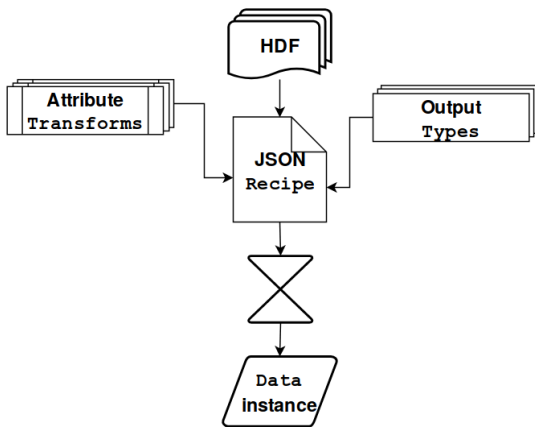 HDF
Attribute
Transforms
Output
Types
JSON
Recipe
Data
instance